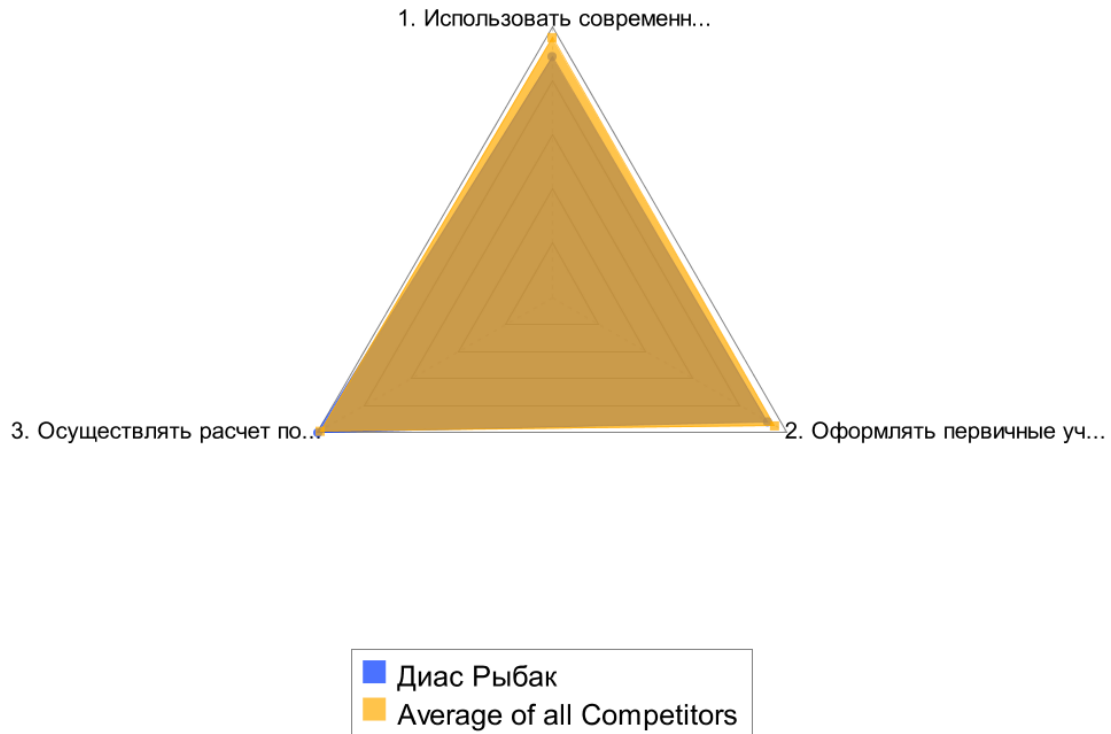 1. Использовать современн...
3. Осуществлять расчет по...
2. Оформлять первичные уч...
Диас Рыбак
Average of all Competitors